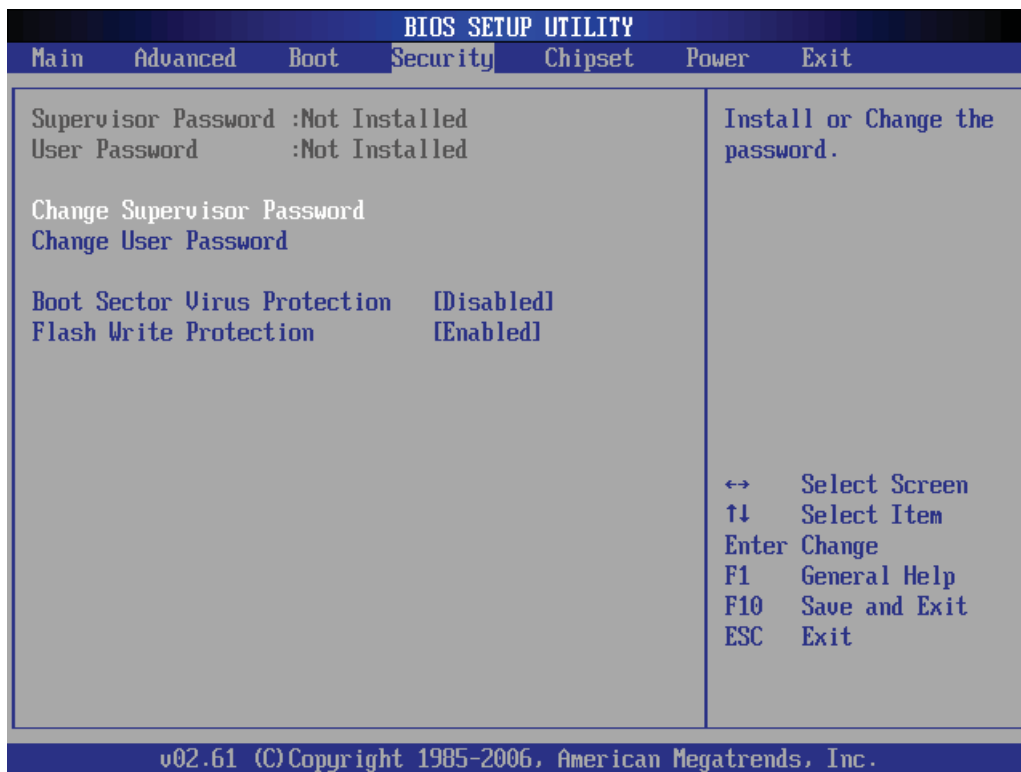 BIOS SETUP UTILITY
Main Advanced Boot Security Chipset Power Exit
Supervisor Password :Not Installed
User Password :Not Installed
Change Supervisor Password
Change User Password
Boot Sector Virus Protection [Disabled]
Flash Write Protection [Enabled]
Install or Change the
password.
←→ Select Screen
↑↓ Select Item
Enter Change
F1 General Help
F10 Save and Exit
ESC Exit
v02.61 (C)Copyright 1985-2006, American Megatrends, Inc.